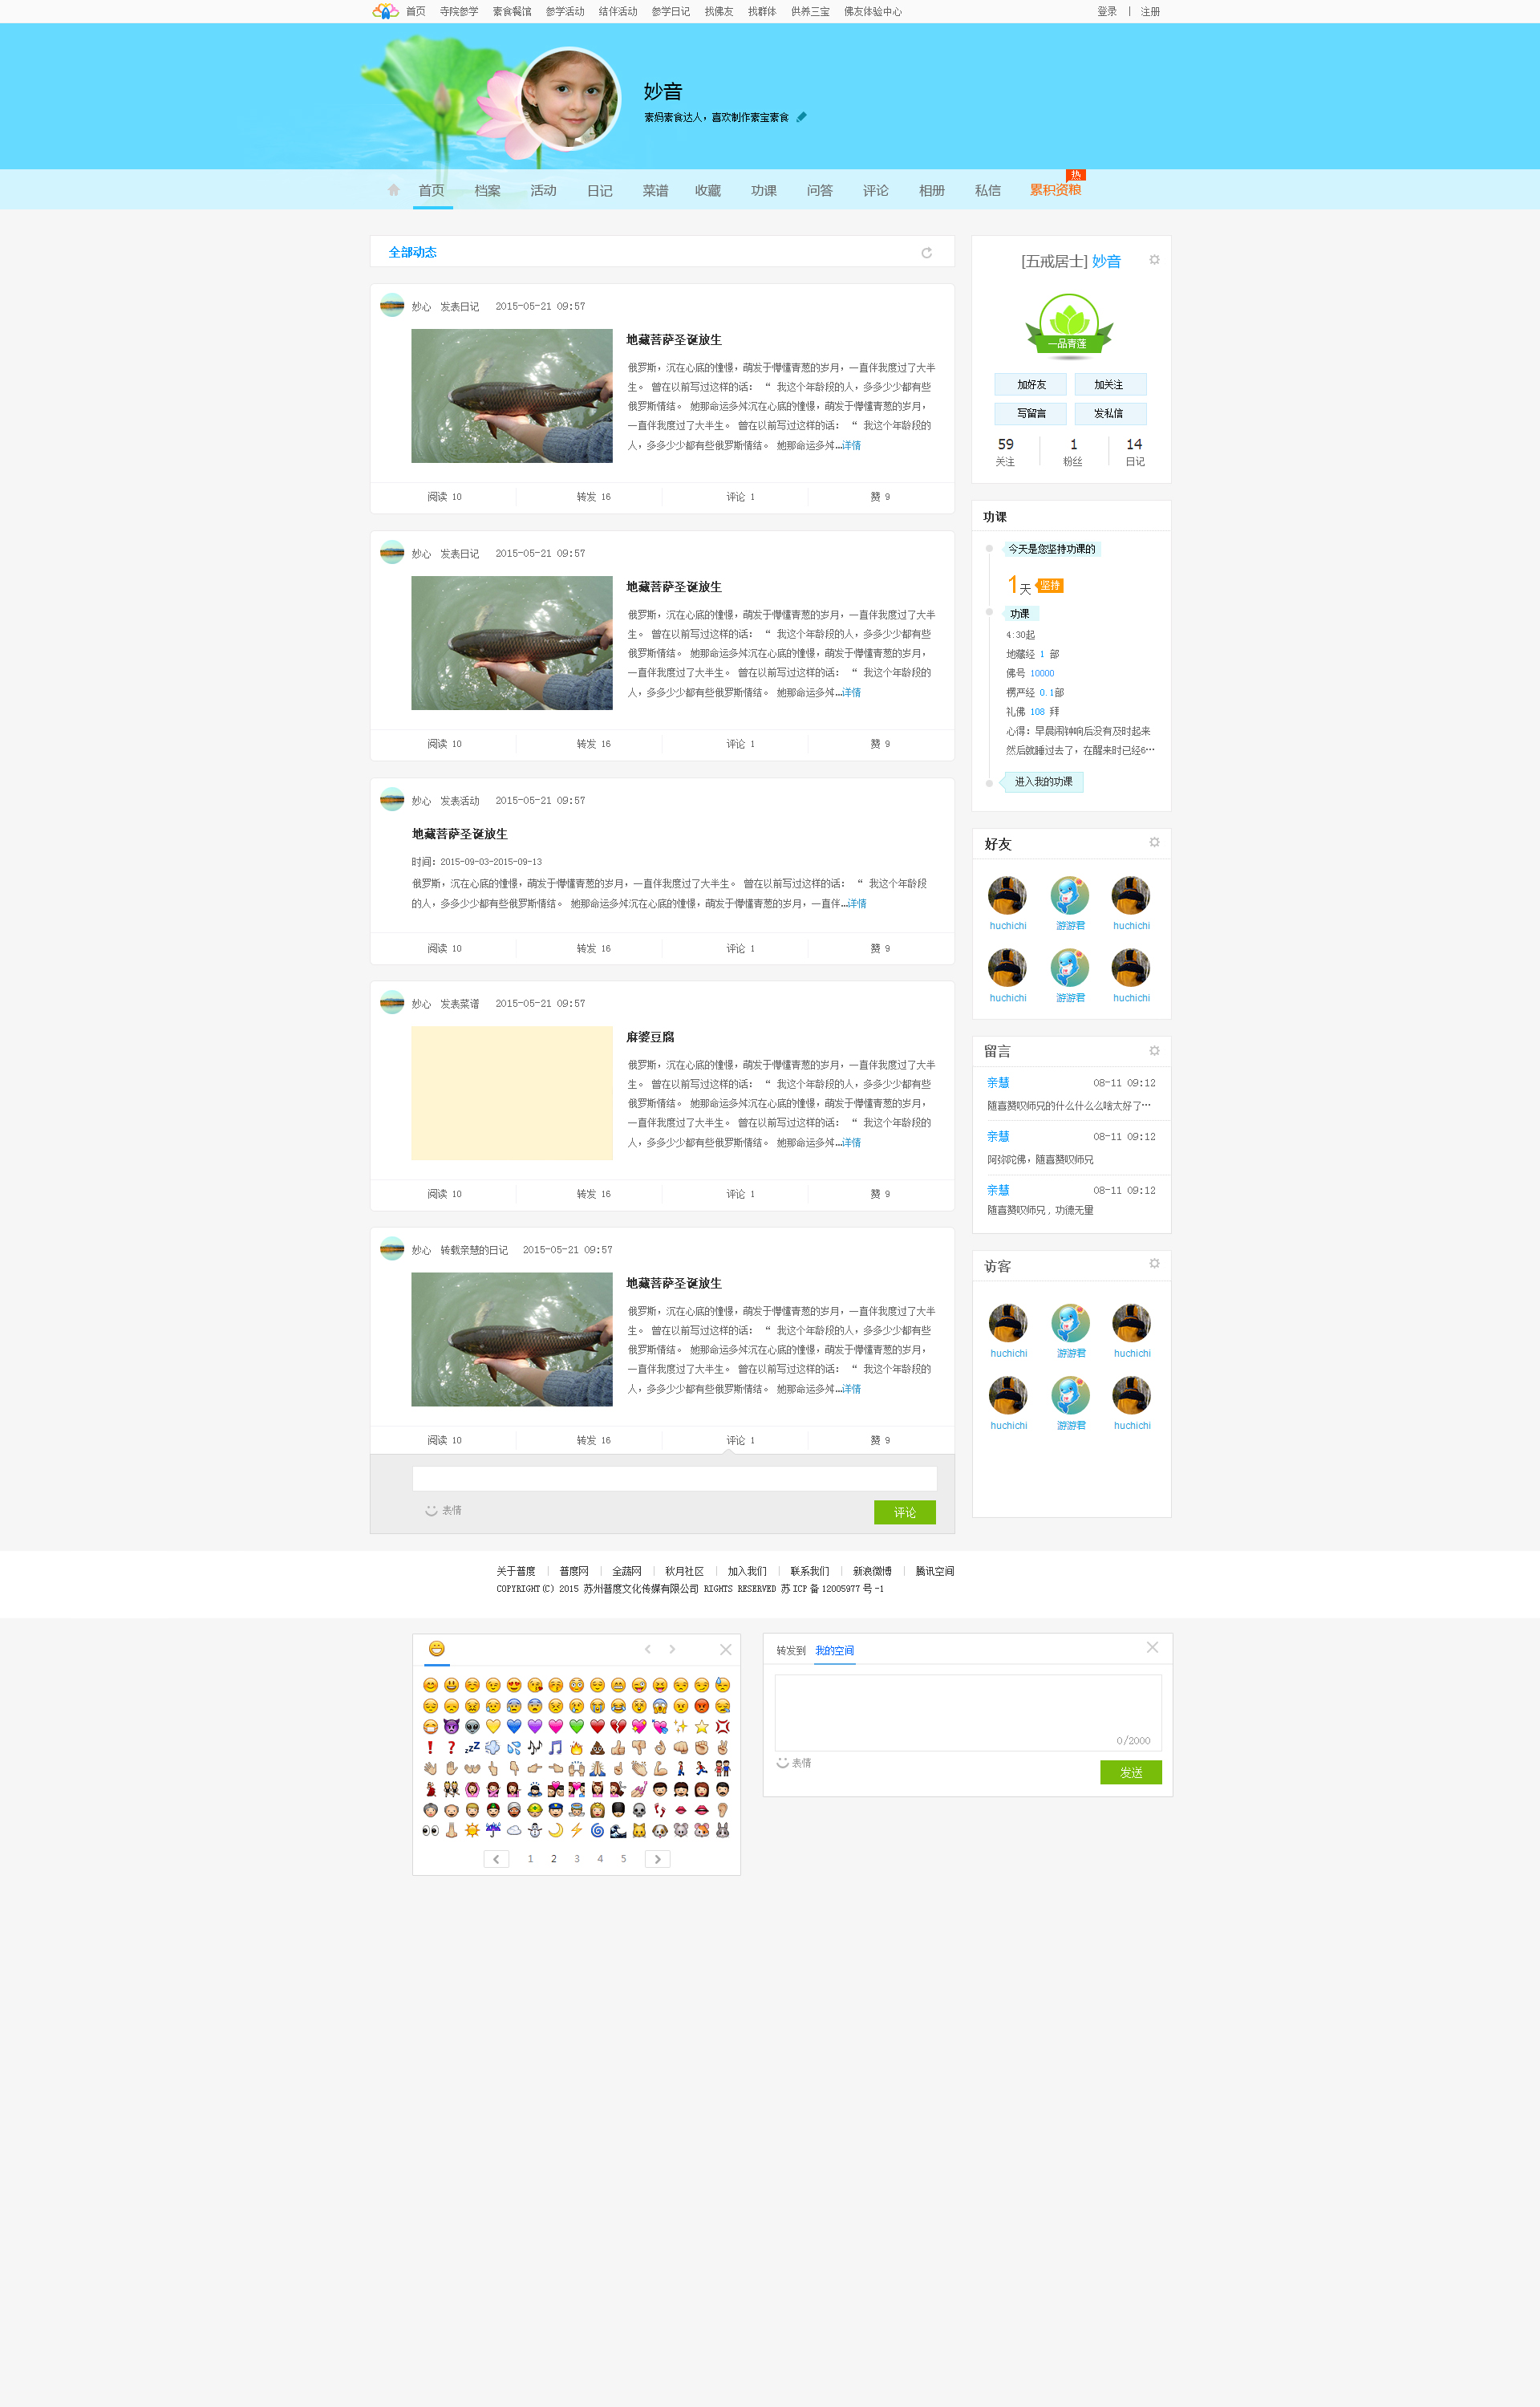 首页 寺院参学 素食餐馆 参学活动 结伴活动 参学日记 找佛友 找群体 供养三宝 佛友体验中心 登录 | 注册
妙音
素妈素食达人，喜欢制作素宝素食
首页 档案 活动 日记 菜谱 收藏 功课 问答 评论 相册 私信 累积资粮 热
全部动态
妙心 发表日记 2015-05-21 09:57
地藏菩萨圣诞放生
俄罗斯，沉在心底的憧憬，萌发于懵懂青葱的岁月，一直伴我度过了大半
生。 曾在以前写过这样的话： “ 我这个年龄段的人，多多少少都有些
俄罗斯情结。 她那命运多舛沉在心底的憧憬，萌发于懵懂青葱的岁月，
一直伴我度过了大半生。 曾在以前写过这样的话： “ 我这个年龄段的
人，多多少少都有些俄罗斯情结。 她那命运多舛…详情
阅读 10 转发 16 评论 1 赞 9
妙心 发表日记 2015-05-21 09:57
地藏菩萨圣诞放生
俄罗斯，沉在心底的憧憬，萌发于懵懂青葱的岁月，一直伴我度过了大半
生。 曾在以前写过这样的话： “ 我这个年龄段的人，多多少少都有些
俄罗斯情结。 她那命运多舛沉在心底的憧憬，萌发于懵懂青葱的岁月，
一直伴我度过了大半生。 曾在以前写过这样的话： “ 我这个年龄段的
人，多多少少都有些俄罗斯情结。 她那命运多舛…详情
阅读 10 转发 16 评论 1 赞 9
妙心 发表活动 2015-05-21 09:57
地藏菩萨圣诞放生
时间：2015-09-03-2015-09-13
俄罗斯，沉在心底的憧憬，萌发于懵懂青葱的岁月，一直伴我度过了大半生。 曾在以前写过这样的话： “ 我这个年龄段
的人，多多少少都有些俄罗斯情结。 她那命运多舛沉在心底的憧憬，萌发于懵懂青葱的岁月，一直伴…详情
阅读 10 转发 16 评论 1 赞 9
妙心 发表菜谱 2015-05-21 09:57
麻婆豆腐
俄罗斯，沉在心底的憧憬，萌发于懵懂青葱的岁月，一直伴我度过了大半
生。 曾在以前写过这样的话： “ 我这个年龄段的人，多多少少都有些
俄罗斯情结。 她那命运多舛沉在心底的憧憬，萌发于懵懂青葱的岁月，
一直伴我度过了大半生。 曾在以前写过这样的话： “ 我这个年龄段的
人，多多少少都有些俄罗斯情结。 她那命运多舛…详情
阅读 10 转发 16 评论 1 赞 9
妙心 转载亲慧的日记 2015-05-21 09:57
地藏菩萨圣诞放生
俄罗斯，沉在心底的憧憬，萌发于懵懂青葱的岁月，一直伴我度过了大半
生。 曾在以前写过这样的话： “ 我这个年龄段的人，多多少少都有些
俄罗斯情结。 她那命运多舛沉在心底的憧憬，萌发于懵懂青葱的岁月，
一直伴我度过了大半生。 曾在以前写过这样的话： “ 我这个年龄段的
人，多多少少都有些俄罗斯情结。 她那命运多舛…详情
阅读 10 转发 16 评论 1 赞 9
表情 评论
[五戒居士] 妙音
一品青莲
加好友 加关注
写留言 发私信
59 1 14
关注 粉丝 日记
功课
今天是您坚持功课的
1天 坚持
功课
4:30起
地藏经 1 部
佛号 10000
楞严经 0.1部
礼佛 108 拜
心得：早晨闹钟响后没有及时起来
然后就睡过去了，在醒来时已经6…
进入我的功课
好友
huchichi 游游君 huchichi
huchichi 游游君 huchichi
留言
亲慧 08-11 09:12
随喜赞叹师兄的什么什么么啥太好了…
亲慧 08-11 09:12
阿弥陀佛，随喜赞叹师兄
亲慧 08-11 09:12
随喜赞叹师兄，功德无量
访客
huchichi 游游君 huchichi
huchichi 游游君 huchichi
关于普度 | 普度网 | 全蔬网 | 秋月社区 | 加入我们 | 联系我们 | 新浪微博 | 腾讯空间
COPYRIGHT (C) 2015 苏州普度文化传媒有限公司 RIGHTS RESERVED 苏 ICP 备 12005977 号 -1
1 2 3 4 5
转发到 我的空间
0/2000
表情 发送